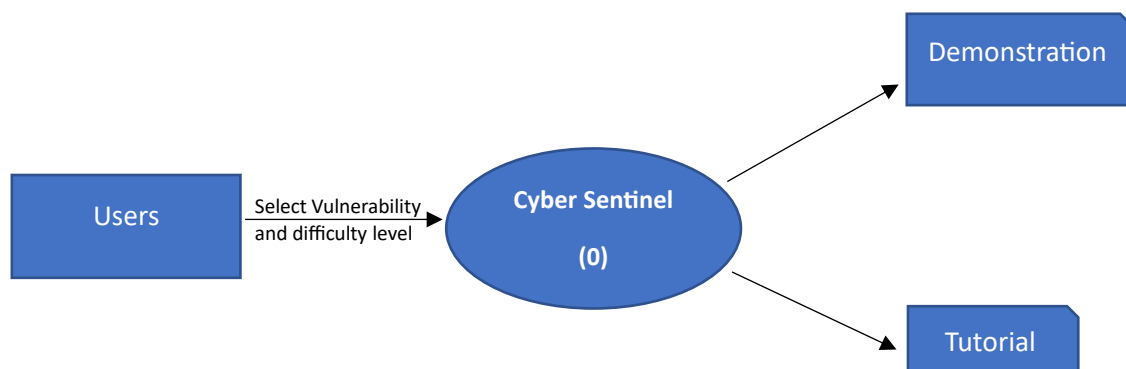 Demonstration
Users
Select Vulnerability
and difficulty level
Cyber Sentinel
(0)
Tutorial